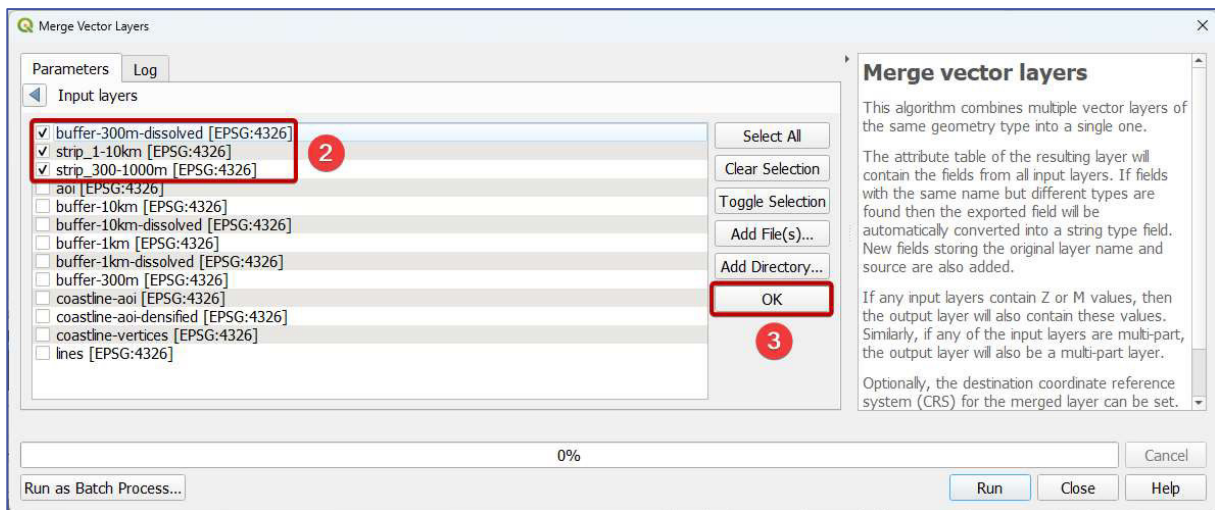 Merge Vector Layers
Parameters Log
Input layers
buffer-300m-dissolved [EPSG:4326]
strip_1-10km [EPSG:4326]
strip_300-1000m [EPSG:4326]
aoi [EPSG:4326]
buffer-10km [EPSG:4326]
buffer-10km-dissolved [EPSG:4326]
buffer-1km [EPSG:4326]
buffer-1km-dissolved [EPSG:4326]
buffer-300m [EPSG:4326]
coastline-aoi [EPSG:4326]
coastline-aoi-densified [EPSG:4326]
coastline-vertices [EPSG:4326]
lines [EPSG:4326]
2
Select All
Clear Selection
Toggle Selection
Add File(s)...
Add Directory...
OK
3
Merge vector layers
This algorithm combines multiple vector layers of
the same geometry type into a single one.
The attribute table of the resulting layer will
contain the fields from all input layers. If fields
with the same name but different types are
found then the exported field will be
automatically converted into a string type field.
New fields storing the original layer name and
source are also added.
If any input layers contain Z or M values, then
the output layer will also contain these values.
Similarly, if any of the input layers are multi-part,
the output layer will also be a multi-part layer.
Optionally, the destination coordinate reference
system (CRS) for the merged layer can be set.
0%
Cancel
Run as Batch Process...
Run
Close
Help